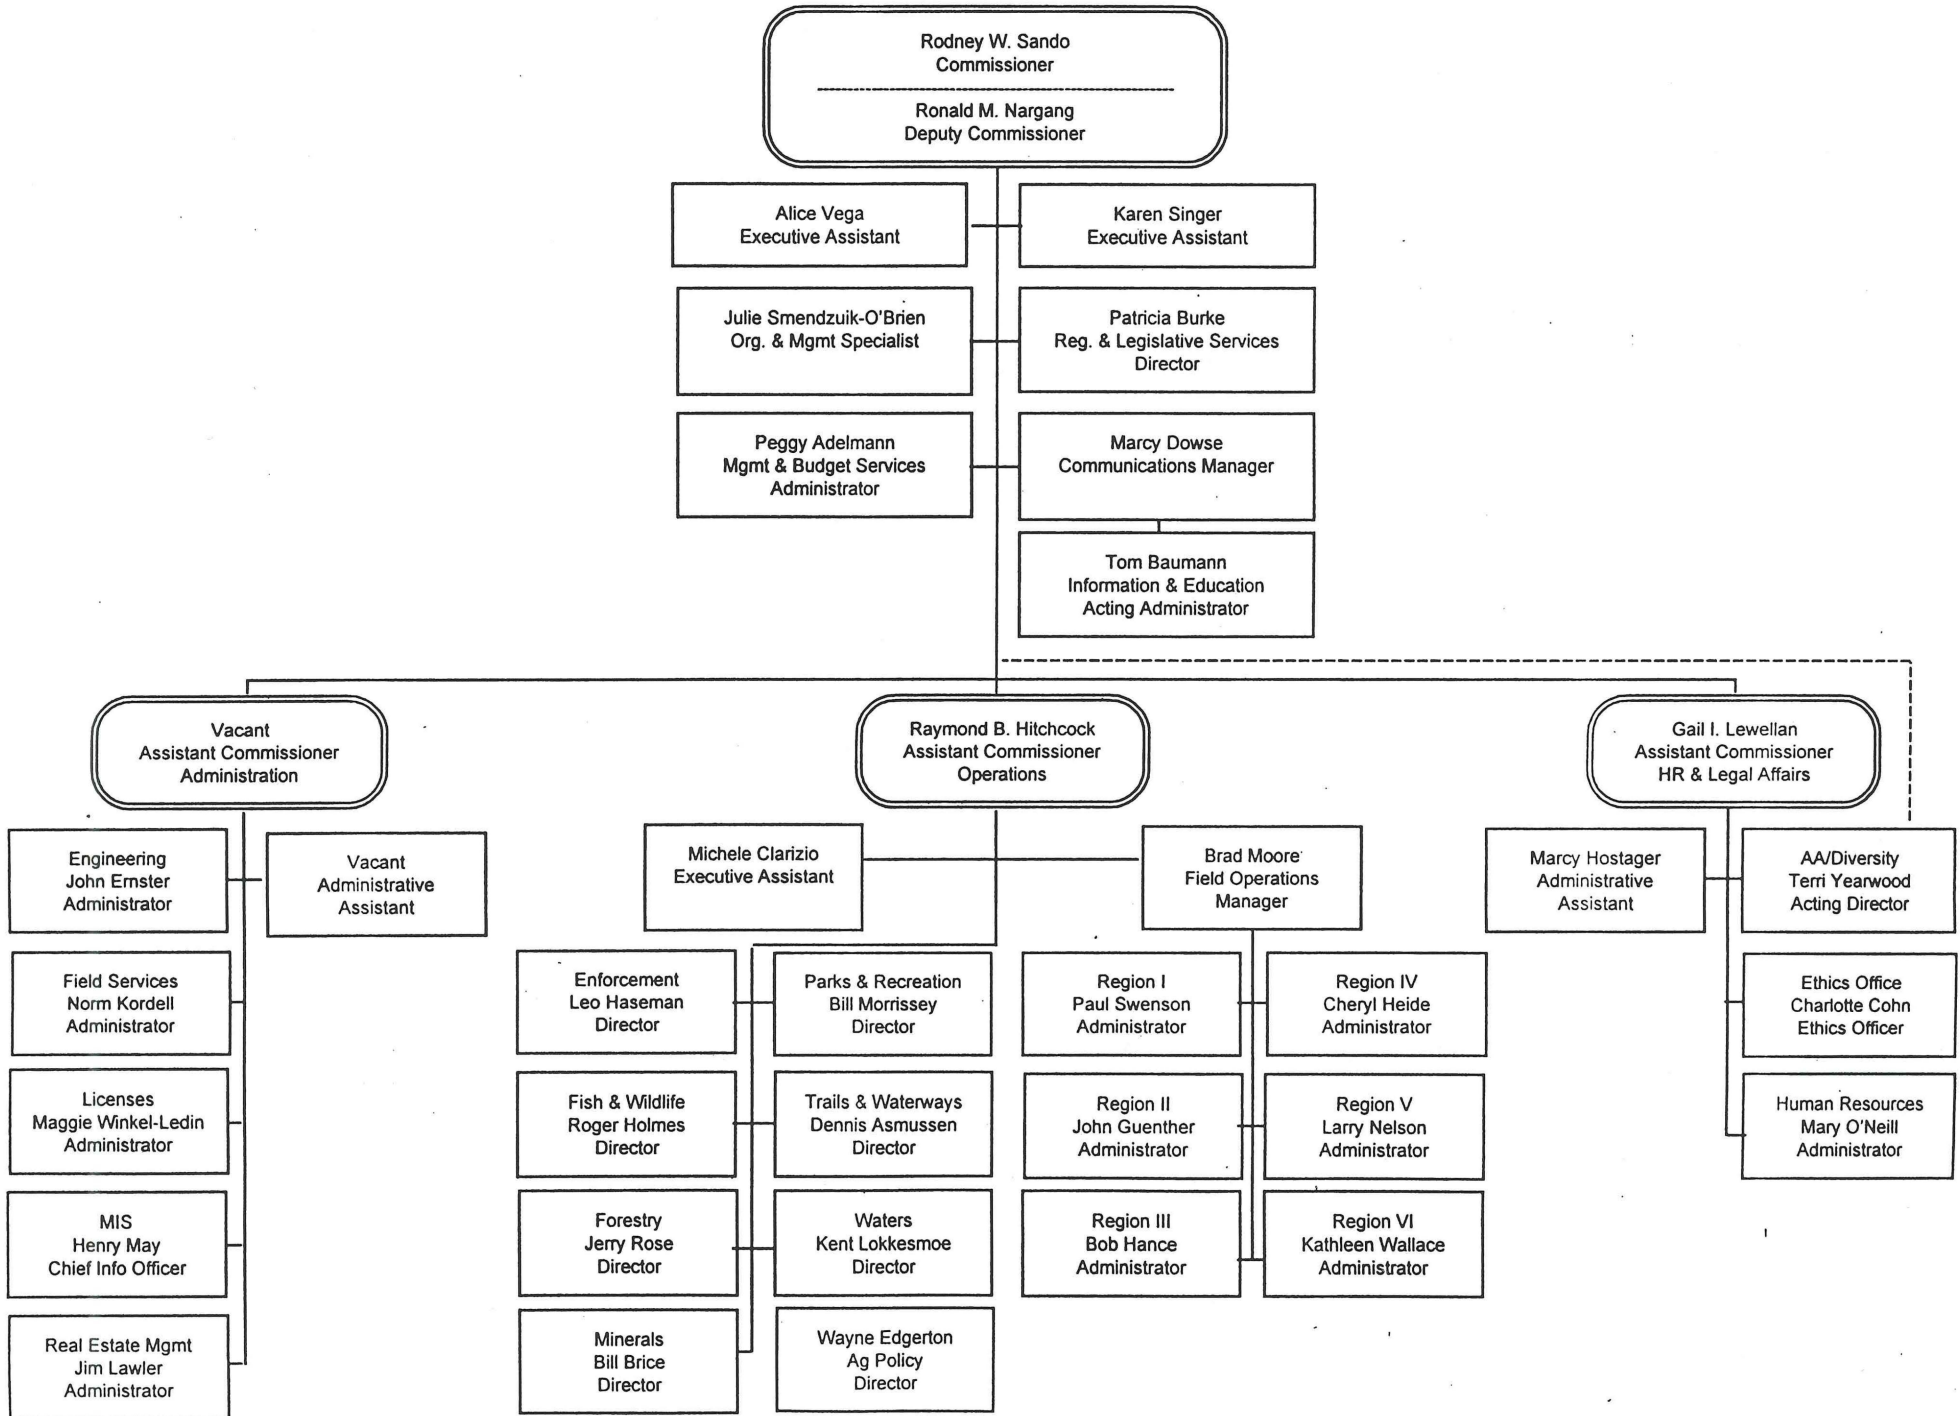 Rodney W. Sando
Commissioner
Ronald M. Nargang
Deputy Commissioner
Alice Vega
Executive Assistant
Karen Singer
Executive Assistant
Julie Smendzuik-O'Brien
Org. & Mgmt Specialist
Patricia Burke
Reg. & Legislative Services
Director
Peggy Adelmann
Mgmt & Budget Services
Administrator
Marcy Dowse
Communications Manager
Tom Baumann
Information & Education
Acting Administrator
Vacant
Assistant Commissioner
Administration
Raymond B. Hitchcock
Assistant Commissioner
Operations
Gail I. Lewellan
Assistant Commissioner
HR & Legal Affairs
Engineering
John Ernster
Administrator
Vacant
Administrative
Assistant
Field Services
Norm Kordell
Administrator
Licenses
Maggie Winkel-Ledin
Administrator
MIS
Henry May
Chief Info Officer
Real Estate Mgmt
Jim Lawler
Administrator
Michele Clarizio
Executive Assistant
Brad Moore
Field Operations
Manager
Enforcement
Leo Haseman
Director
Parks & Recreation
Bill Morrissey
Director
Fish & Wildlife
Roger Holmes
Director
Trails & Waterways
Dennis Asmussen
Director
Forestry
Jerry Rose
Director
Waters
Kent Lokkesmoe
Director
Minerals
Bill Brice
Director
Wayne Edgerton
Ag Policy
Director
Region I
Paul Swenson
Administrator
Region IV
Cheryl Heide
Administrator
Region II
John Guenther
Administrator
Region V
Larry Nelson
Administrator
Region III
Bob Hance
Administrator
Region VI
Kathleen Wallace
Administrator
Marcy Hostager
Administrative
Assistant
AA/Diversity
Terri Yearwood
Acting Director
Ethics Office
Charlotte Cohn
Ethics Officer
Human Resources
Mary O'Neill
Administrator